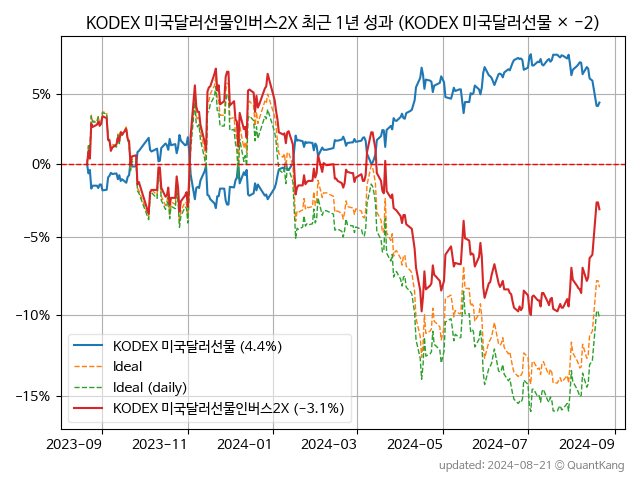 KODEX 미국달러선물인버스2X 최근 1년 성과 (KODEX 미국달러선물 × −2)
5%
0%
−5%
−10%
−15%
KODEX 미국달러선물 (4.4%)
Ideal
Ideal (daily)
KODEX 미국달러선물인버스2X (−3.1%)
2023-09 2023-11 2024-01 2024-03 2024-05 2024-07 2024-09
updated: 2024-08-21 © QuantKang